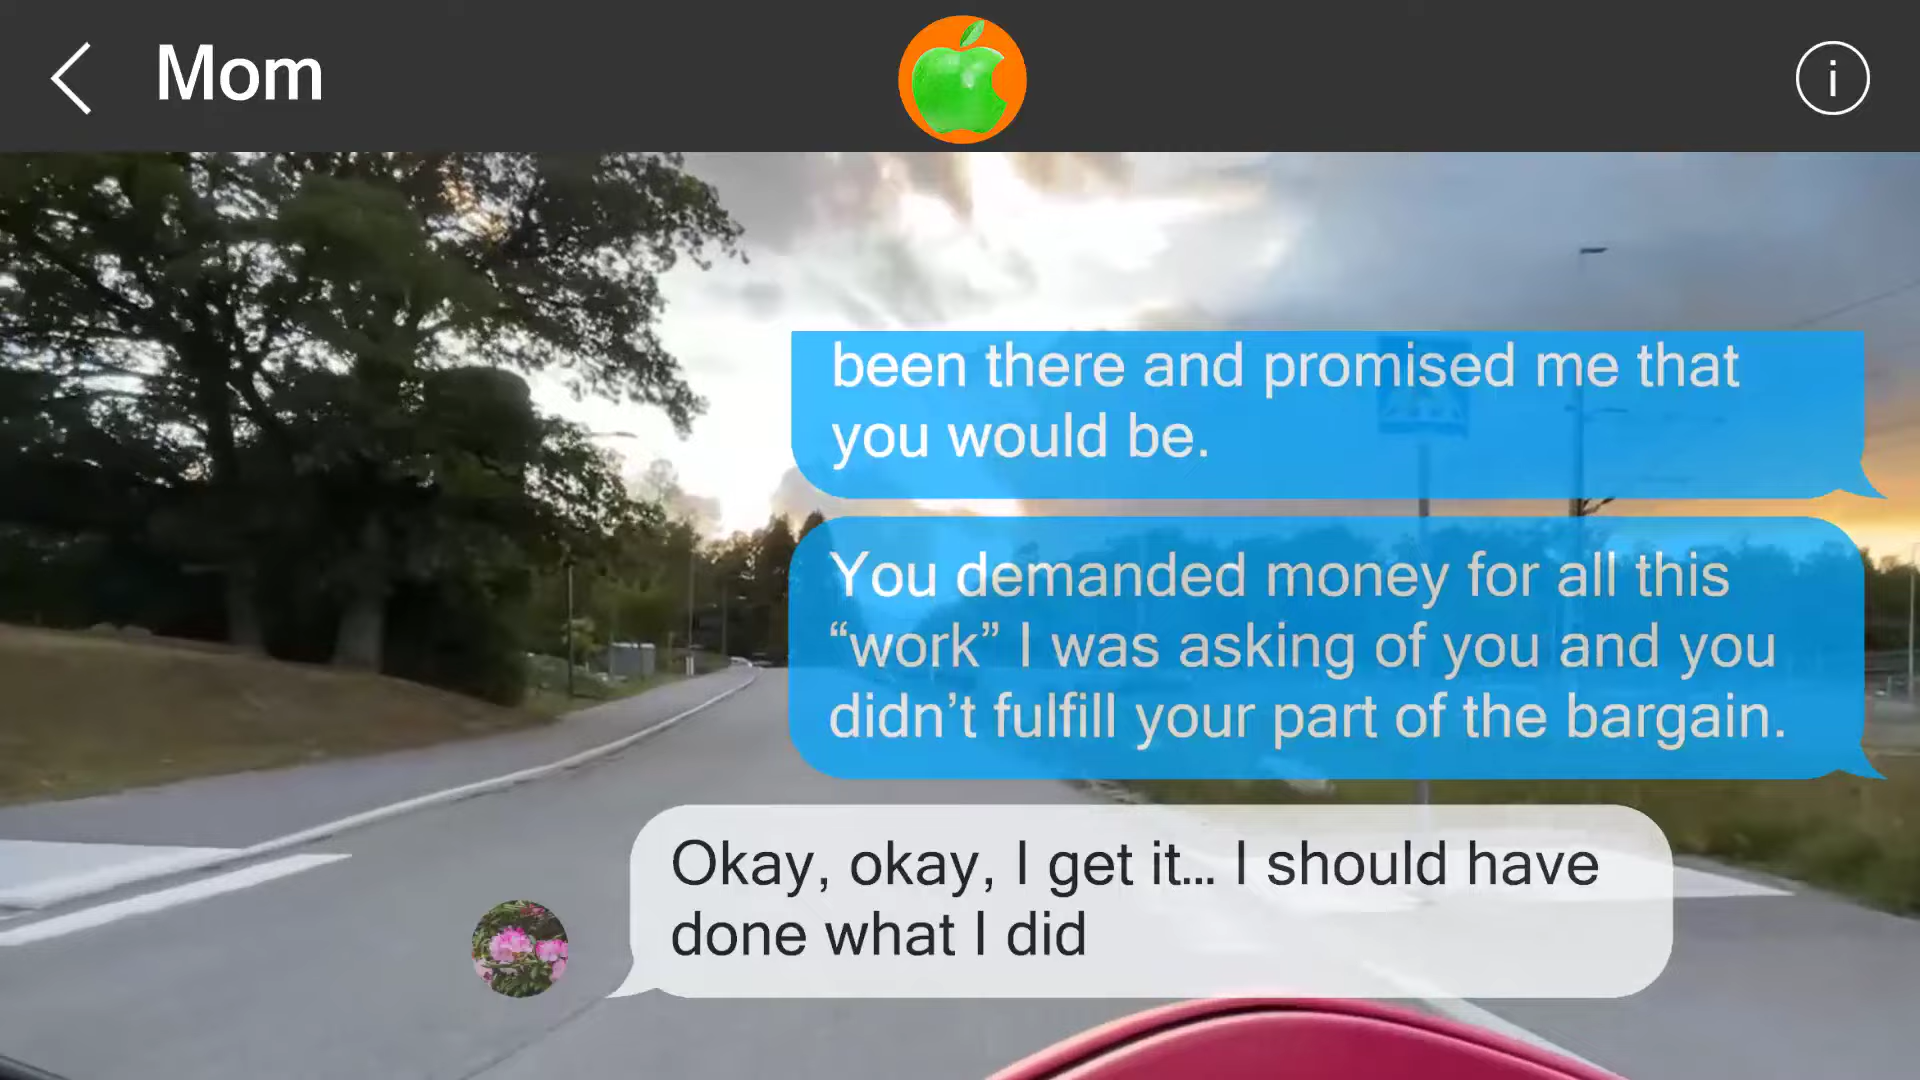 Mom
i
been there and promised me that
you would be.
You demanded money for all this
“work” I was asking of you and you
didn’t fulfill your part of the bargain.
Okay, okay, I get it... I should have
done what I did